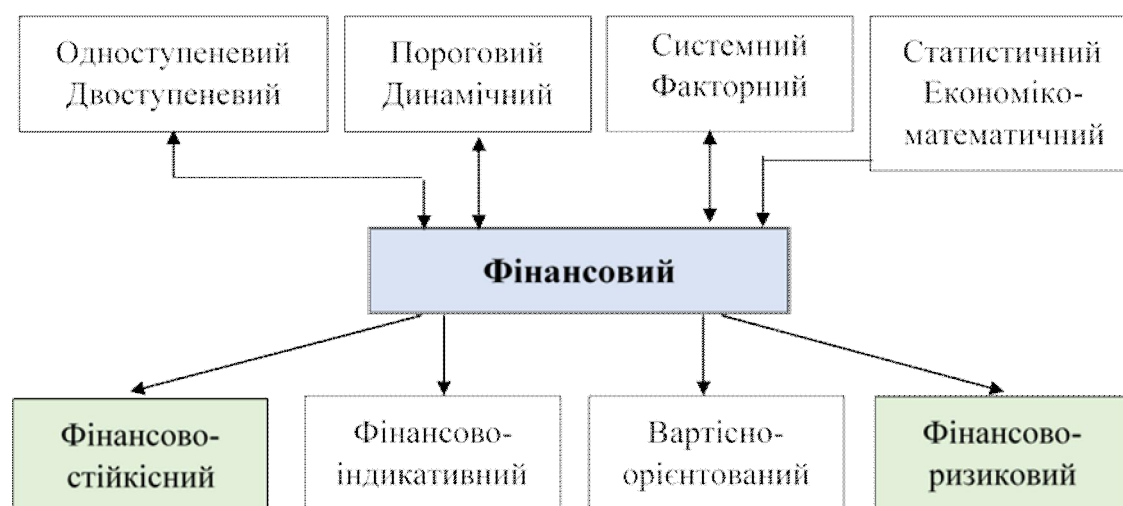 Одноступеневий
Двоступеневий
Пороговий
Динамічний
Системний
Факторний
Статистичний
Економіко-
математичний
Фінансовий
Фінансово-
стійкісний
Фінансово-
індикативний
Вартісно-
орієнтований
Фінансово-
ризиковий